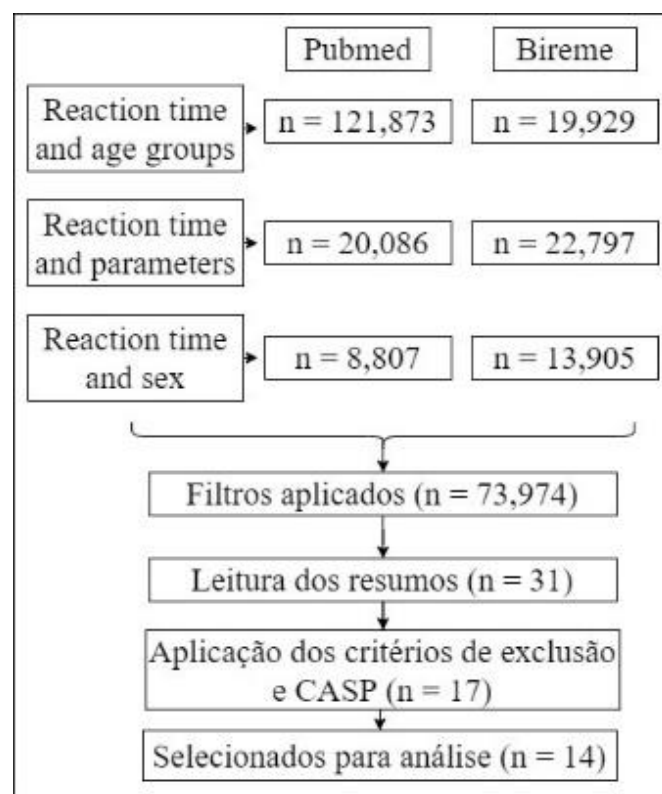 Pubmed
Bireme
Reaction time
and age groups
n = 121,873
n = 19,929
Reaction time
and parameters
n = 20,086
n = 22,797
Reaction time
and sex
n = 8,807
n = 13,905
Filtros aplicados (n = 73,974)
Leitura dos resumos (n = 31)
Aplicação dos critérios de exclusão
e CASP (n = 17)
Selecionados para análise (n = 14)